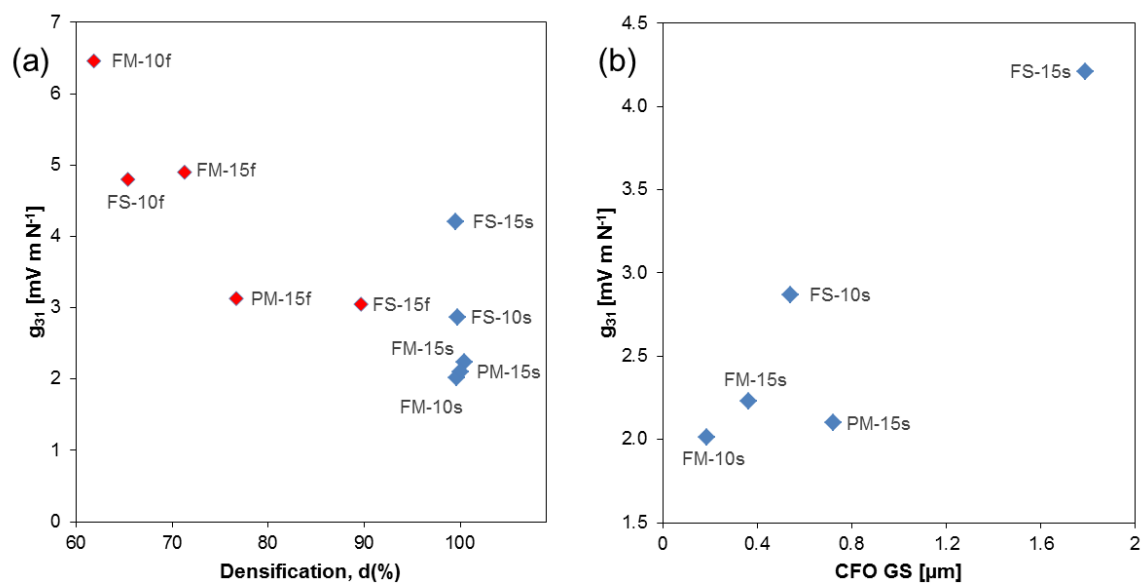 (a)
g31 [mV m N-1]
7
6
5
4
3
2
1
0
FM-10f
FM-15f
FS-10f
FS-15s
PM-15f
FS-15f
FS-10s
FM-15s
PM-15s
FM-10s
60
70
80
90
100
Densification, d(%)
(b)
g31 [mV m N-1]
4.5
4.0
3.5
3.0
2.5
2.0
1.5
FS-15s
FS-10s
FM-15s
PM-15s
FM-10s
0
0.4
0.8
1.2
1.6
2
CFO GS [µm]